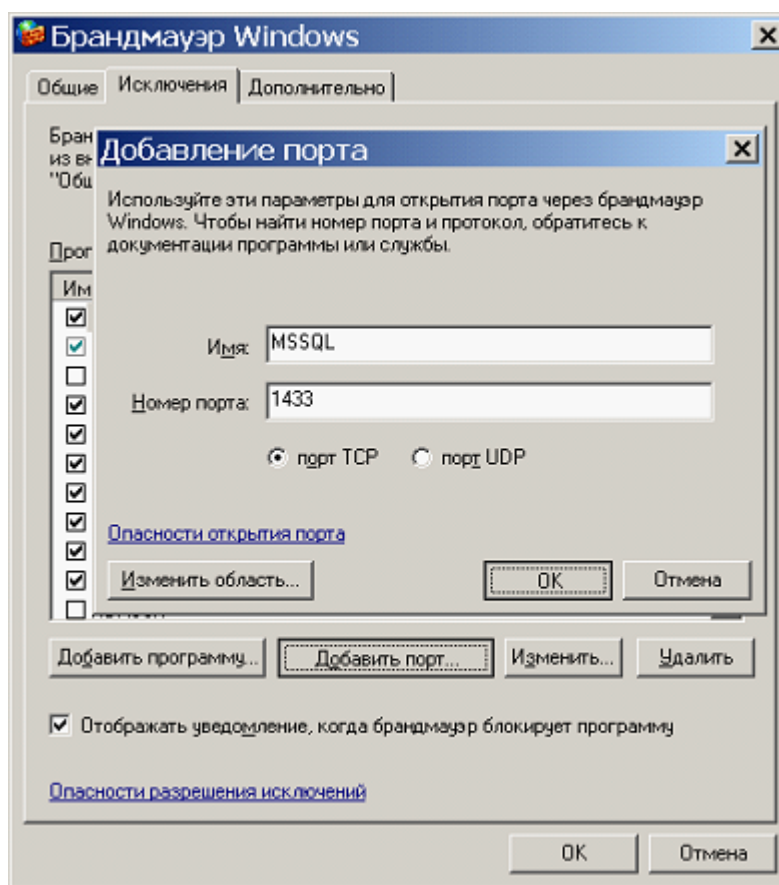 Брандмауэр Windows
Общие
Исключения
Дополнительно
Добавление порта
Используйте эти параметры для открытия порта через брандмауэр
Windows. Чтобы найти номер порта и протокол, обратитесь к
документации программы или службы.
Имя: MSSQL
Номер порта: 1433
порт TCP порт UDP
Опасности открытия порта
Изменить область... OK Отмена
Добавить программу... Добавить порт... Изменить... Удалить
Отображать уведомление, когда брандмауэр блокирует программу
Опасности разрешения исключений
OK Отмена